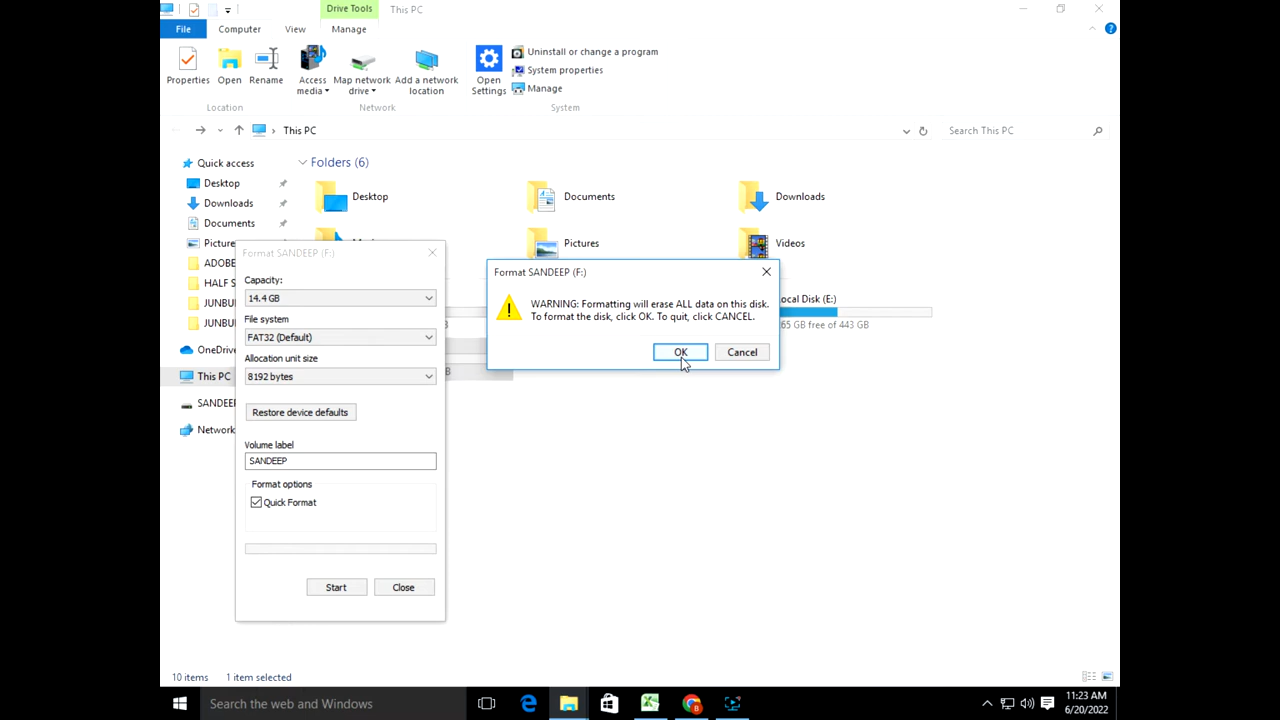 Drive Tools This PC
File Computer View Manage
Properties Open Rename Access media Map network drive Add a network location Open Settings
Uninstall or change a program
System properties
Manage
Location Network System
This PC
Search This PC
Quick access
Desktop
Downloads
Documents
Picture
ADOBE
HALF S
JUNBU
JUNBU
OneDriv
This PC
SANDEEP
Network
Folders (6)
Desktop Documents Downloads
Pictures Videos
ocal Disk (E:)
65 GB free of 443 GB
B
Format SANDEEP (F:)
Capacity:
14.4 GB
File system
FAT32 (Default)
Allocation unit size
8192 bytes
Restore device defaults
Volume label
SANDEEP
Format options
Quick Format
Start Close
Format SANDEEP (F:)
WARNING: Formatting will erase ALL data on this disk.
To format the disk, click OK. To quit, click CANCEL.
OK Cancel
10 items 1 item selected
Search the web and Windows
11:23 AM
6/20/2022